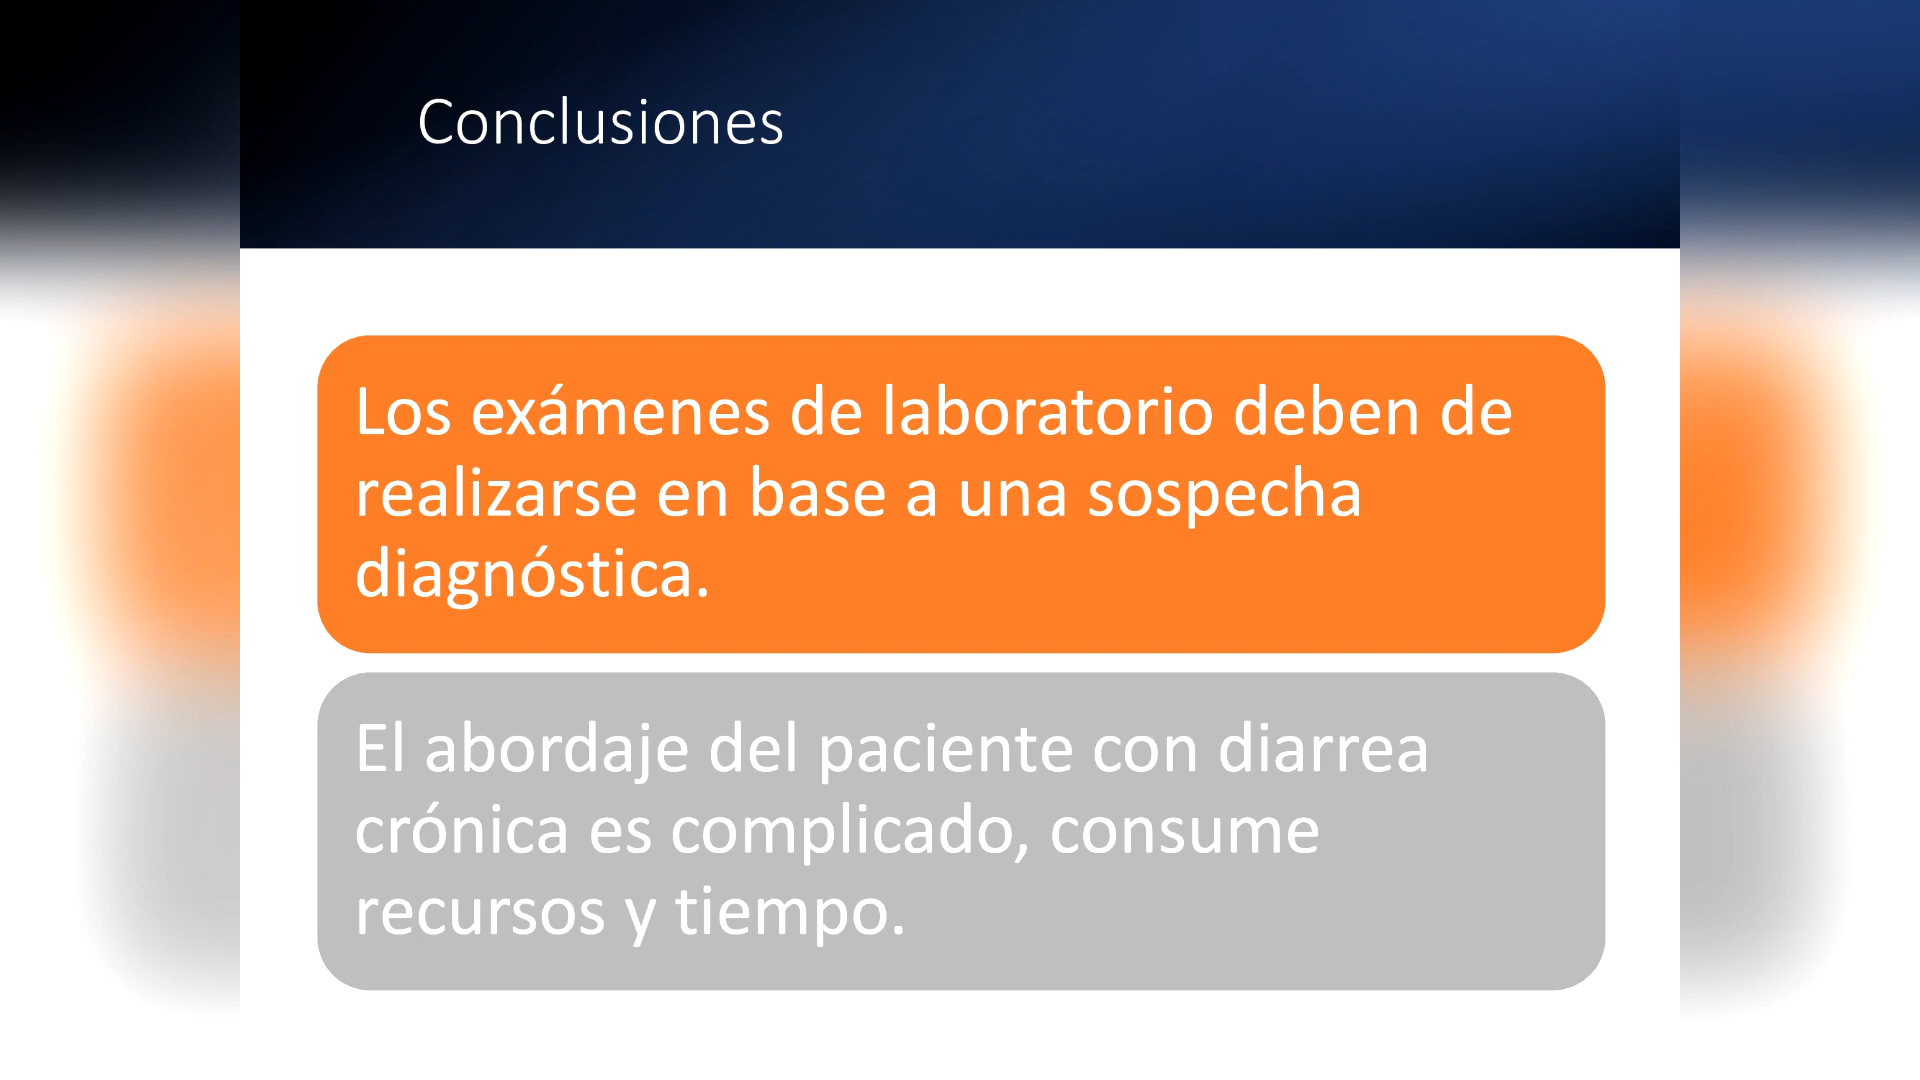 Conclusiones
Los exámenes de laboratorio deben de
realizarse en base a una sospecha
diagnóstica.
El abordaje del paciente con diarrea
crónica es complicado, consume
recursos y tiempo.